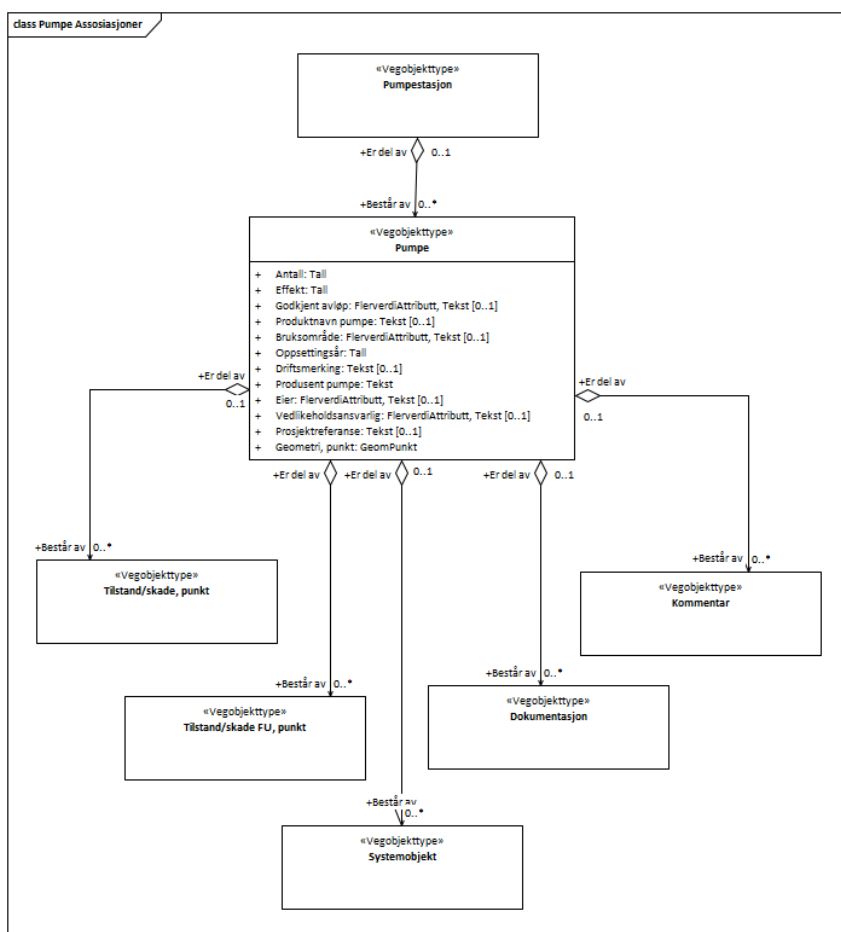 class Pumpe Assosiasjoner
«Vegobjekttype»
Pumpestasjon
+Er del av 0..1
+Består av 0..*
«Vegobjekttype»
Pumpe
+ Antall: Tall
+ Effekt: Tall
+ Godkjent avløp: FlerverdiAttributt, Tekst [0..1]
+ Produktnavn pumpe: Tekst [0..1]
+ Bruksområde: FlerverdiAttributt, Tekst [0..1]
+ Oppsettingsår: Tall
+ Driftsmerking: Tekst [0..1]
+ Produsent pumpe: Tekst
+ Eier: FlerverdiAttributt, Tekst [0..1]
+ Vedlikeholdsansvarlig: FlerverdiAttributt, Tekst [0..1]
+ Prosjektreferanse: Tekst [0..1]
+ Geometri, punkt: GeomPunkt
+Er del av
0..1
+Er del av
0..1
+Er del av
+Er del av 0..1
+Er del av 0..1
+Består av 0..*
«Vegobjekttype»
Tilstand/skade, punkt
+Består av 0..*
«Vegobjekttype»
Kommentar
+Består av 0..*
«Vegobjekttype»
Tilstand/skade FU, punkt
+Består av 0..*
«Vegobjekttype»
Dokumentasjon
+Består av
0..*
«Vegobjekttype»
Systemobjekt